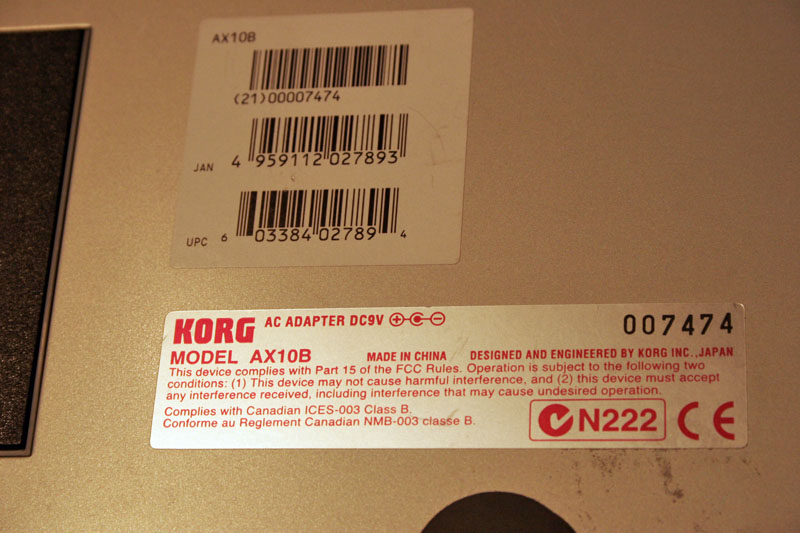 AX10B
(21)00007474
JAN 4 959112 027893
UPC 6 03384 02789 4
KORG AC ADAPTER DC9V 007474
MODEL AX10B MADE IN CHINA DESIGNED AND ENGINEERED BY KORG INC.,JAPAN
This device complies with Part 15 of the FCC Rules. Operation is subject to the following two
conditions: (1) This device may not cause harmful interference, and (2) this device must accept
any interference received, including interference that may cause undesired operation.
Complies with Canadian ICES-003 Class B.
Conforme au Reglement Canadian NMB-003 classe B.
N222 CE